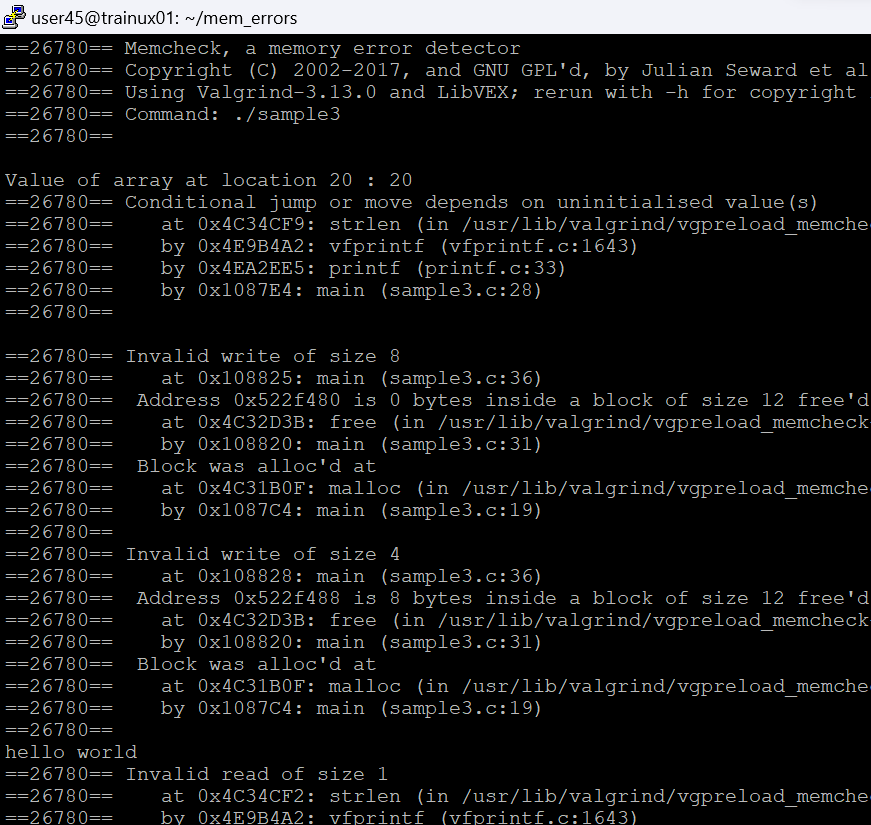 user45@trainux01: ~/mem_errors
==26780== Memcheck, a memory error detector
==26780== Copyright (C) 2002-2017, and GNU GPL'd, by Julian Seward et al
==26780== Using Valgrind-3.13.0 and LibVEX; rerun with -h for copyright
==26780== Command: ./sample3
==26780==
Value of array at location 20 : 20
==26780== Conditional jump or move depends on uninitialised value(s)
==26780==    at 0x4C34CF9: strlen (in /usr/lib/valgrind/vgpreload_memche
==26780==    by 0x4E9B4A2: vfprintf (vfprintf.c:1643)
==26780==    by 0x4EA2EE5: printf (printf.c:33)
==26780==    by 0x1087E4: main (sample3.c:28)
==26780==
==26780== Invalid write of size 8
==26780==    at 0x108825: main (sample3.c:36)
==26780==  Address 0x522f480 is 0 bytes inside a block of size 12 free'd
==26780==    at 0x4C32D3B: free (in /usr/lib/valgrind/vgpreload_memcheck
==26780==    by 0x108820: main (sample3.c:31)
==26780==  Block was alloc'd at
==26780==    at 0x4C31B0F: malloc (in /usr/lib/valgrind/vgpreload_memche
==26780==    by 0x1087C4: main (sample3.c:19)
==26780==
==26780== Invalid write of size 4
==26780==    at 0x108828: main (sample3.c:36)
==26780==  Address 0x522f488 is 8 bytes inside a block of size 12 free'd
==26780==    at 0x4C32D3B: free (in /usr/lib/valgrind/vgpreload_memcheck
==26780==    by 0x108820: main (sample3.c:31)
==26780==  Block was alloc'd at
==26780==    at 0x4C31B0F: malloc (in /usr/lib/valgrind/vgpreload_memche
==26780==    by 0x1087C4: main (sample3.c:19)
==26780==
hello world
==26780== Invalid read of size 1
==26780==    at 0x4C34CF2: strlen (in /usr/lib/valgrind/vgpreload_memche
==26780==    by 0x4E9B4A2: vfprintf (vfprintf.c:1643)